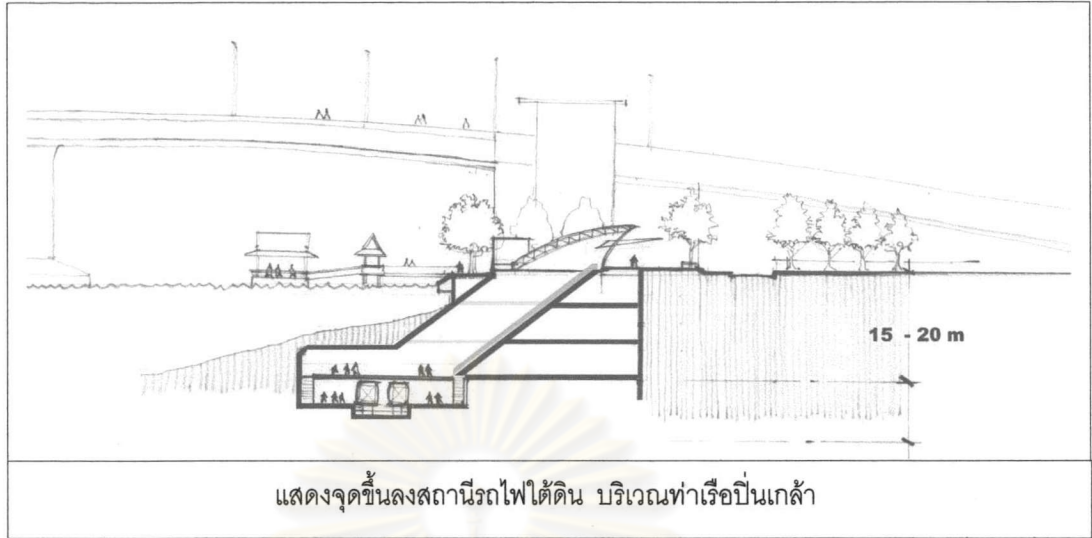 15 - 20 m
แสดงจุดขึ้นลงสถานีรถไฟใต้ดิน บริเวณท่าเรือปิ่นเกล้า